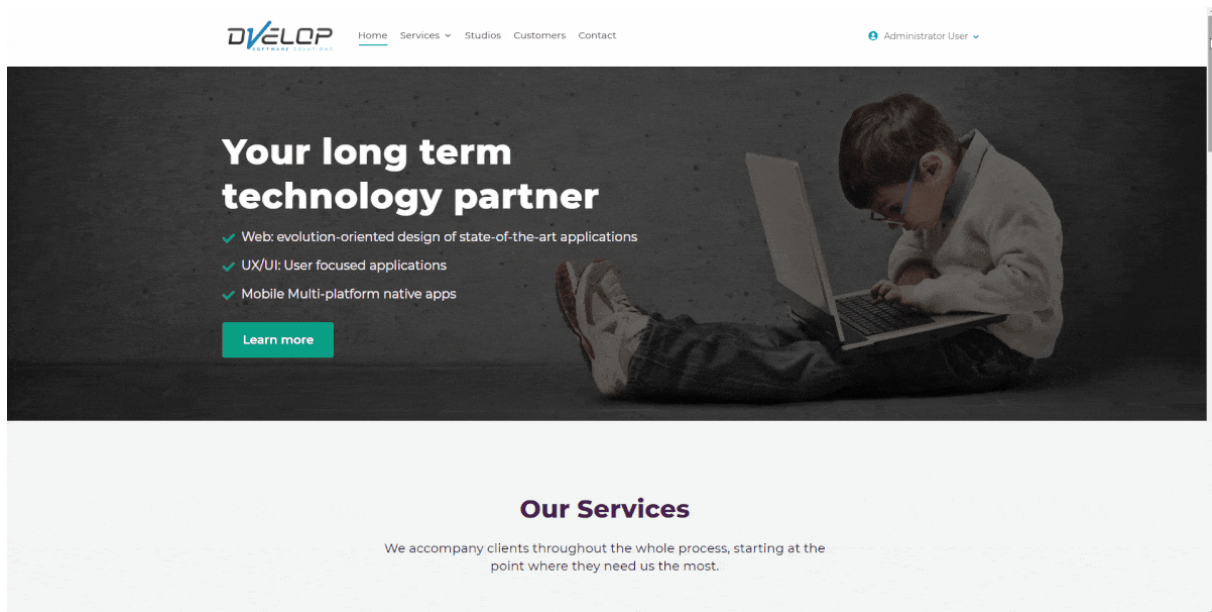 DVELOP
SOFTWARE SOLUTIONS
Home Services Studios Customers Contact
Administrator User
Your long term
technology partner
Web: evolution-oriented design of state-of-the-art applications
UX/UI: User focused applications
Mobile Multi-platform native apps
Learn more
Our Services
We accompany clients throughout the whole process, starting at the
point where they need us the most.